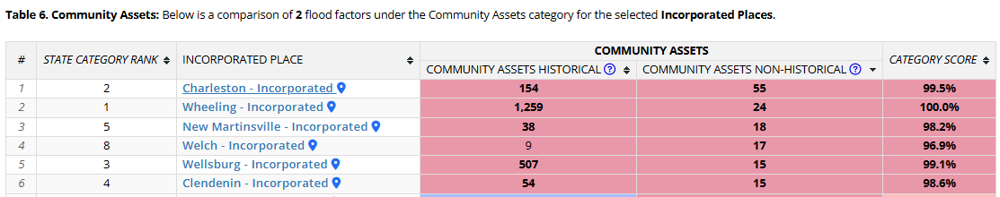 Table 6. Community Assets: Below is a comparison of 2 flood factors under the Community Assets category for the selected Incorporated Places.
COMMUNITY ASSETS
# STATE CATEGORY RANK INCORPORATED PLACE COMMUNITY ASSETS HISTORICAL ? COMMUNITY ASSETS NON-HISTORICAL ? CATEGORY SCORE
1 2 Charleston - Incorporated 154 55 99.5%
2 1 Wheeling - Incorporated 1,259 24 100.0%
3 5 New Martinsville - Incorporated 38 18 98.2%
4 8 Welch - Incorporated 9 17 96.9%
5 3 Wellsburg - Incorporated 507 15 99.1%
6 4 Clendenin - Incorporated 54 15 98.6%